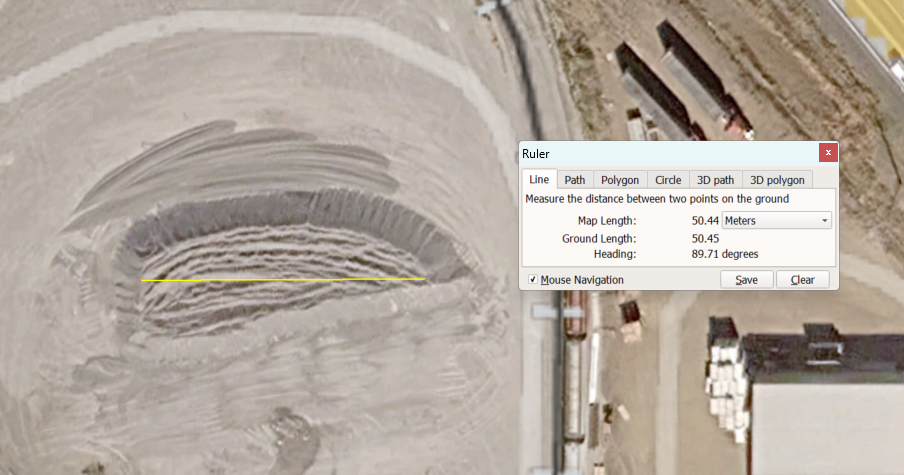 Ruler
x
Line Path Polygon Circle 3D path 3D polygon
Measure the distance between two points on the ground
Map Length: 50.44 Meters
Ground Length: 50.45
Heading: 89.71 degrees
Mouse Navigation Save Clear